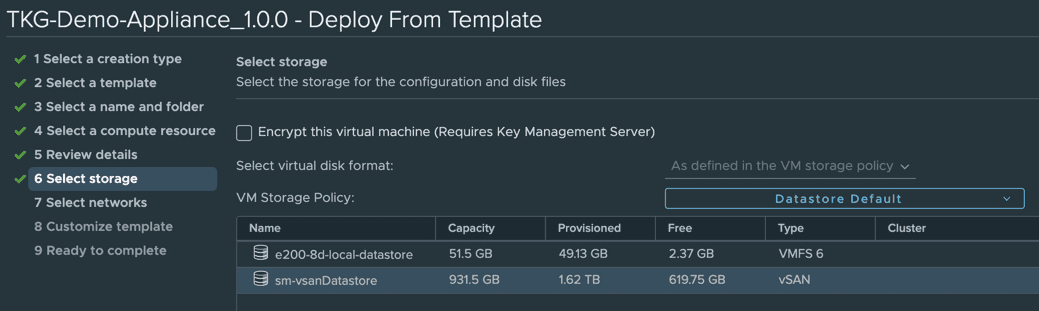 TKG-Demo-Appliance_1.0.0 - Deploy From Template
1 Select a creation type
2 Select a template
3 Select a name and folder
4 Select a compute resource
5 Review details
6 Select storage
7 Select networks
8 Customize template
9 Ready to complete
Select storage
Select the storage for the configuration and disk files
Encrypt this virtual machine (Requires Key Management Server)
Select virtual disk format: As defined in the VM storage policy
VM Storage Policy: Datastore Default
Name Capacity Provisioned Free Type Cluster
e200-8d-local-datastore 51.5 GB 49.13 GB 2.37 GB VMFS 6
sm-vsanDatastore 931.5 GB 1.62 TB 619.75 GB vSAN